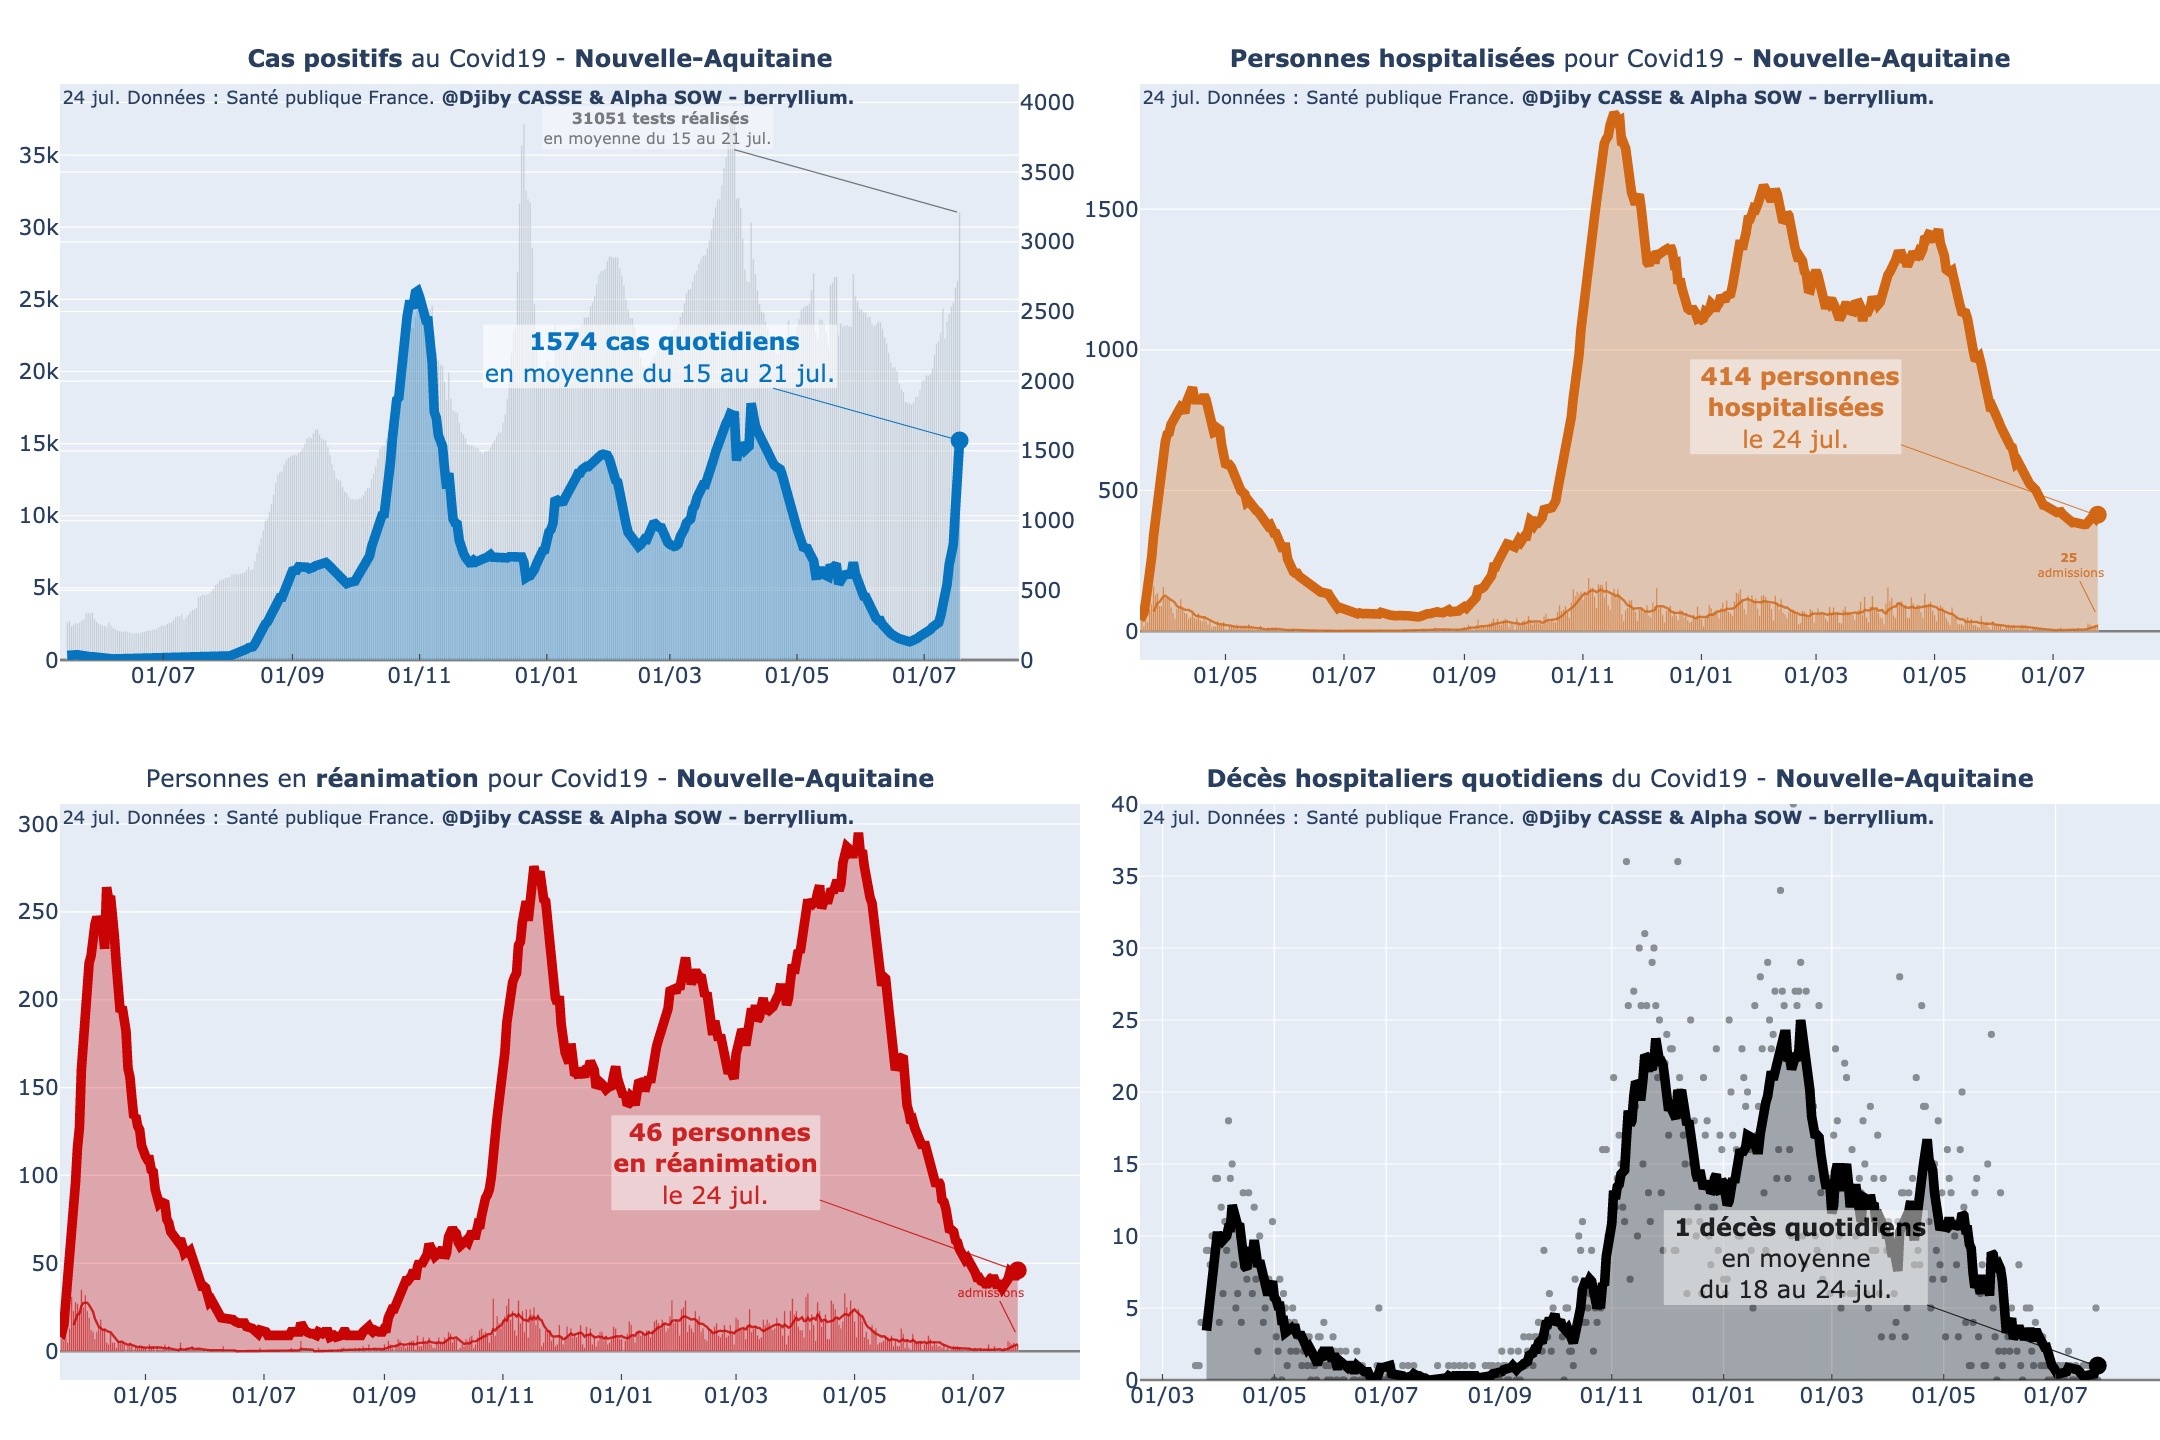 Cas positifs au Covid19 - Nouvelle-Aquitaine
24 jul. Données : Santé publique France. @Djiby CASSE & Alpha SOW - berryllium.
31051 tests réalisés
en moyenne du 15 au 21 jul.
1574 cas quotidiens
en moyenne du 15 au 21 jul.
35k
30k
25k
20k
15k
10k
5k
0
4000
3500
3000
2500
2000
1500
1000
500
0
01/07 01/09 01/11 01/01 01/03 01/05 01/07
Personnes hospitalisées pour Covid19 - Nouvelle-Aquitaine
24 jul. Données : Santé publique France. @Djiby CASSE & Alpha SOW - berryllium.
1500
1000
500
0
414 personnes
hospitalisées
le 24 jul.
25
admissions
01/05 01/07 01/09 01/11 01/01 01/03 01/05 01/07
Personnes en réanimation pour Covid19 - Nouvelle-Aquitaine
24 jul. Données : Santé publique France. @Djiby CASSE & Alpha SOW - berryllium.
300
250
200
150
100
50
0
46 personnes
en réanimation
le 24 jul.
admissions
01/05 01/07 01/09 01/11 01/01 01/03 01/05 01/07
Décès hospitaliers quotidiens du Covid19 - Nouvelle-Aquitaine
24 jul. Données : Santé publique France. @Djiby CASSE & Alpha SOW - berryllium.
40
35
30
25
20
15
10
5
0
1 décès quotidiens
en moyenne
du 18 au 24 jul.
01/03 01/05 01/07 01/09 01/11 01/01 01/03 01/05 01/07